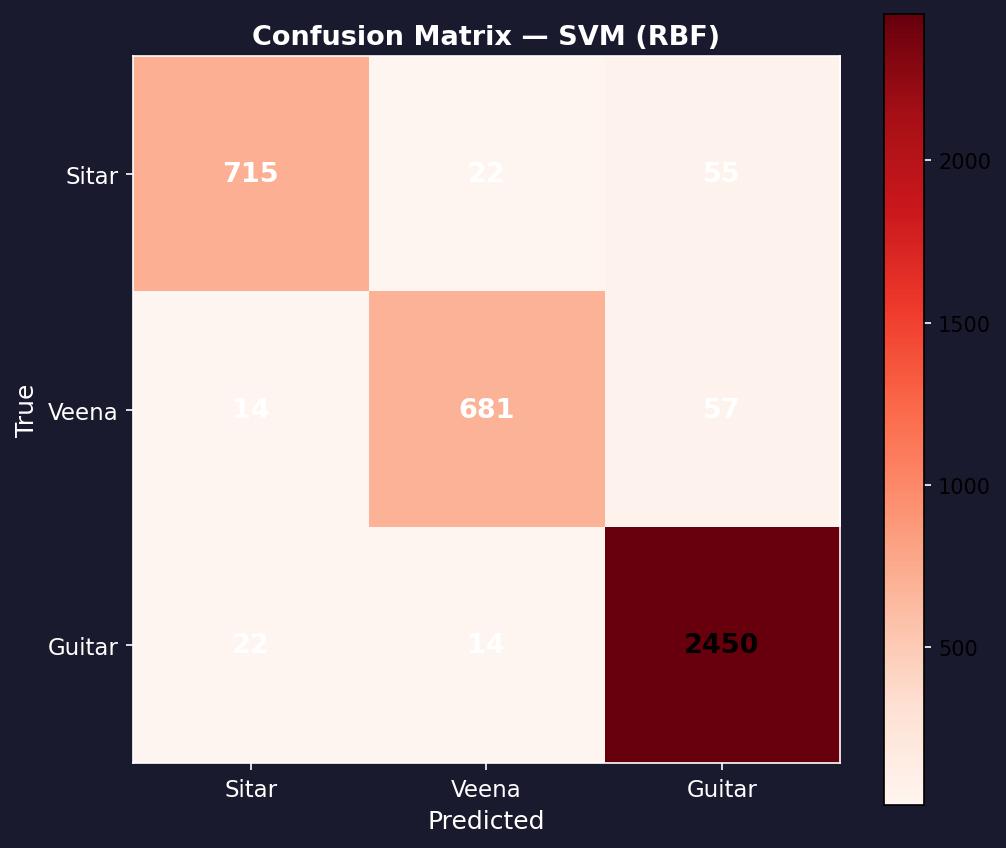 Confusion Matrix — SVM (RBF)
Sitar 715 22 55
Veena 14 681 57
Guitar 22 14 2450
Sitar Veena Guitar
Predicted
True
2000
1500
1000
500